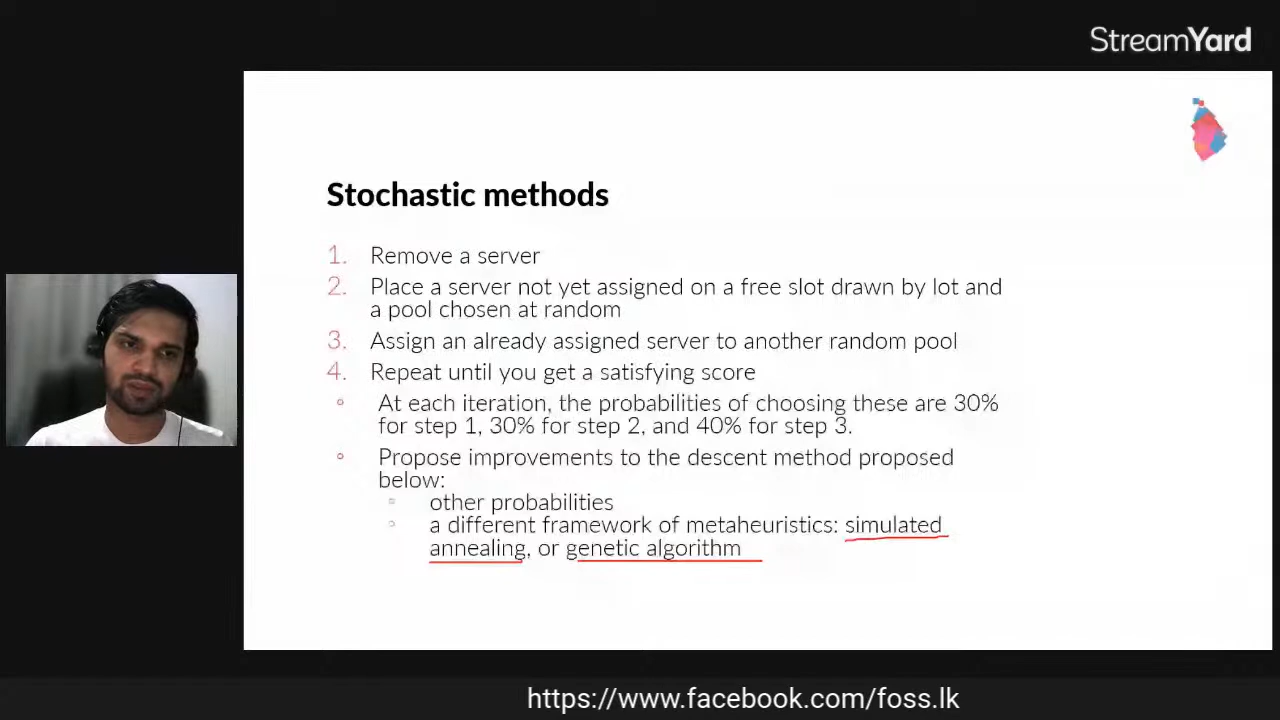 StreamYard
Stochastic methods
1. Remove a server
2. Place a server not yet assigned on a free slot drawn by lot and
a pool chosen at random
3. Assign an already assigned server to another random pool
4. Repeat until you get a satisfying score
At each iteration, the probabilities of choosing these are 30%
for step 1, 30% for step 2, and 40% for step 3.
Propose improvements to the descent method proposed
below:
other probabilities
a different framework of metaheuristics: simulated
annealing, or genetic algorithm
https://www.facebook.com/foss.lk